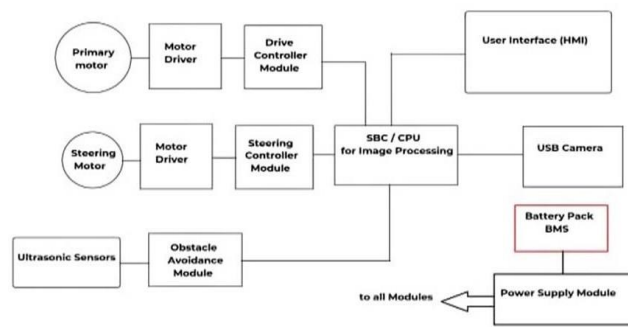 Primary
motor
Motor
Driver
Drive
Controller
Module
User Interface (HMI)
Steering
Motor
Motor
Driver
Steering
Controller
Module
SBC / CPU
for Image Processing
USB Camera
Ultrasonic Sensors
Obstacle
Avoidance
Module
Battery Pack
BMS
to all Modules
Power Supply Module